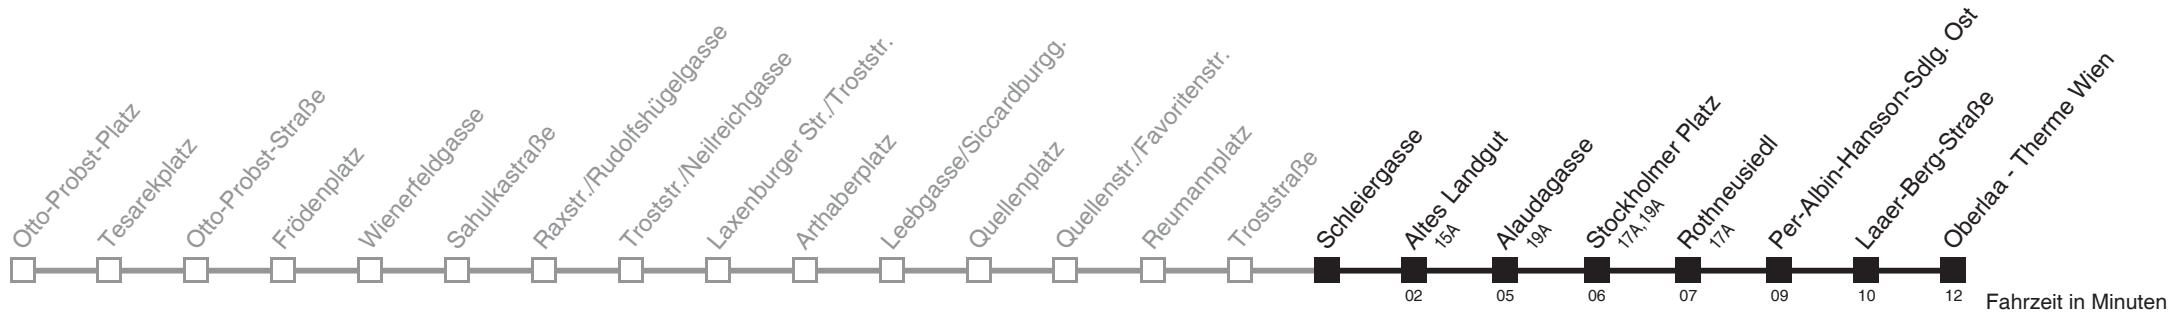 Otto-Probst-Platz
Tesarekplatz
Otto-Probst-Straße
Frödenplatz
Wienerfeldgasse
Sahulkastraße
Raxstr./Rudolfshügelgasse
Troststr./Neilreichgasse
Laxenburger Str./Troststr.
Arthaberplatz
Leebgasse/Siccardburgg.
Quellenplatz
Quellenstr./Favoritenstr.
Reumannplatz
Troststraße
Schleiergasse
Altes Landgut
15A
Alaudagasse
19A
Stockholmer Platz
17A, 19A
Rothneusiedl
17A
Per-Albin-Hansson-Sdlg. Ost
Laaer-Berg-Straße
Oberlaa - Therme Wien
02 05 06 07 09 10 12
Fahrzeit in Minuten